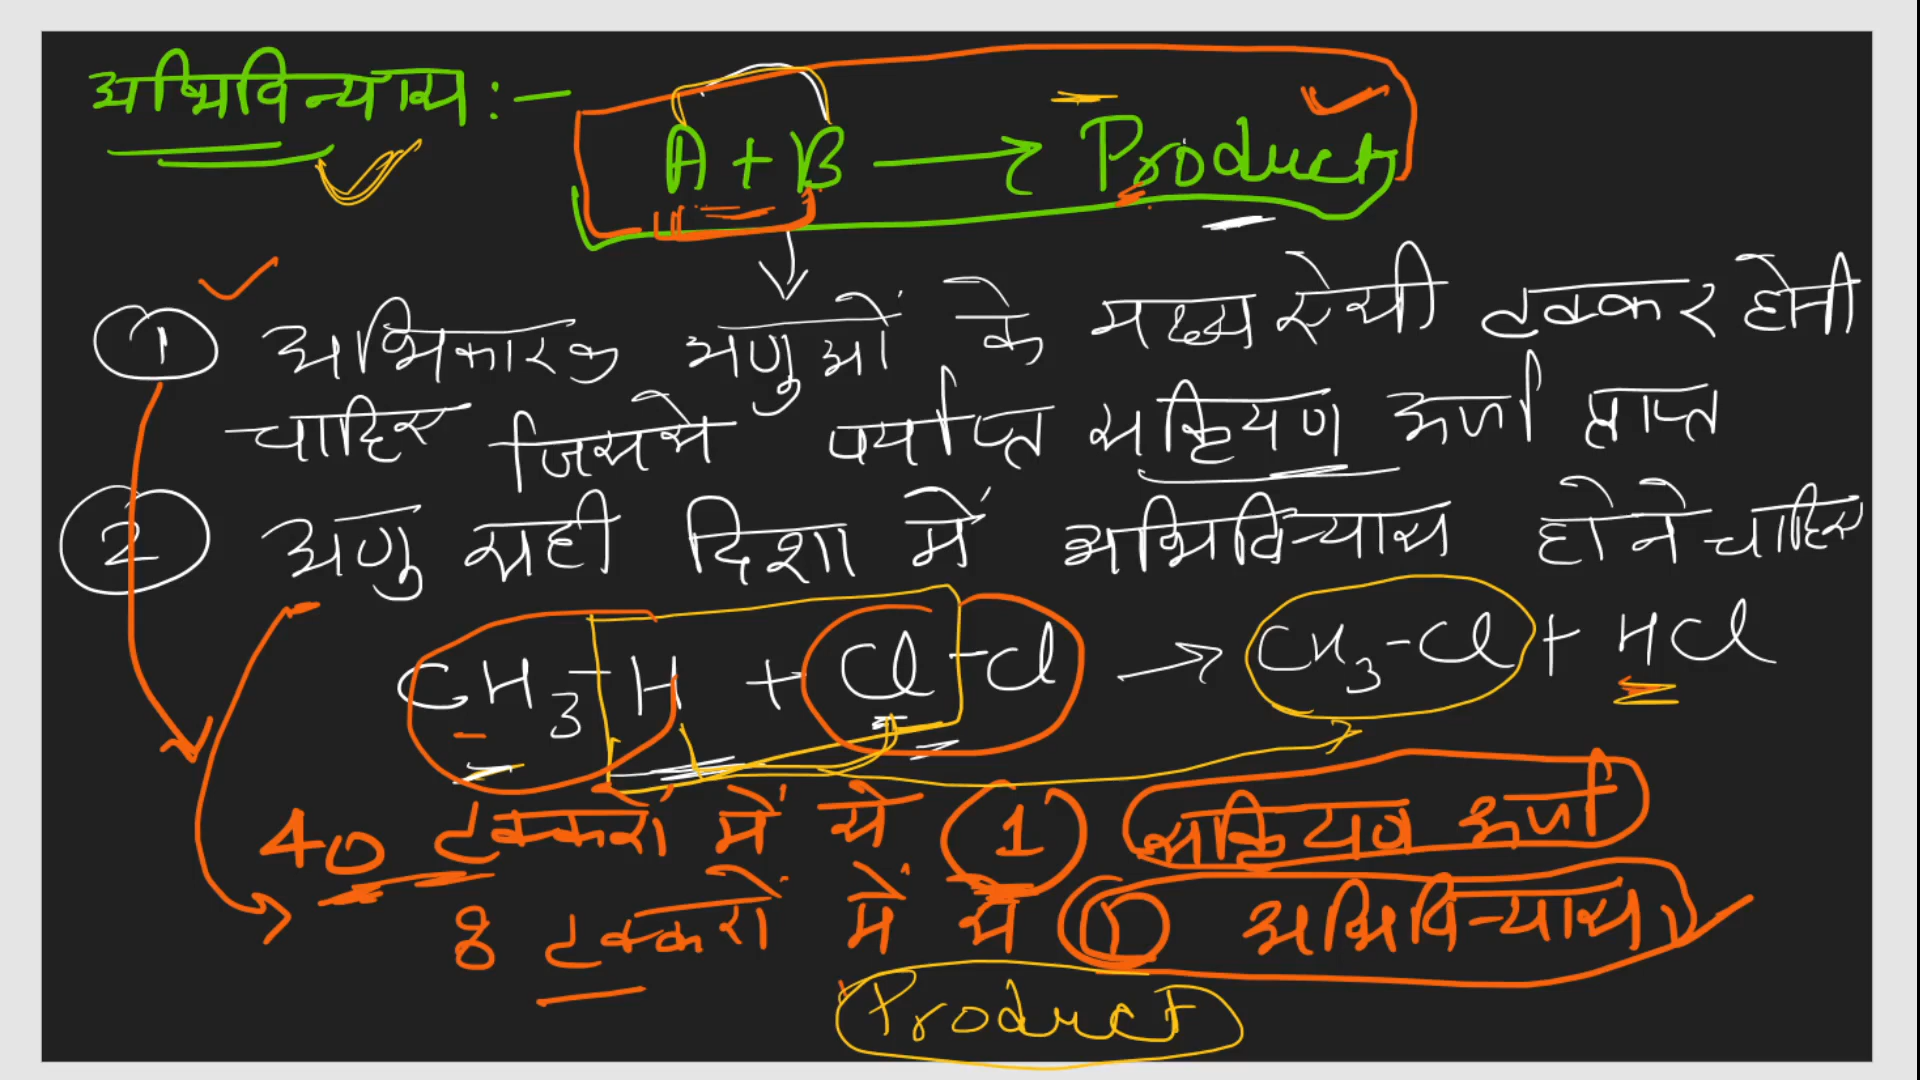 अभिविन्यास :- A + B ⟶ Product
① अभिकारक अणुओं के मध्य ऐसी टक्कर होनी
चाहिए जिससे पर्याप्त सक्रियण ऊर्जा प्राप्त
② अणु सही दिशा में अभिविन्यास होने चाहिए
CH₃-H + Cl-Cl → CH₃-Cl + HCl
40 टक्करों में से ① सक्रियण ऊर्जा
8 टक्करों में से ① अभिविन्यास
Product